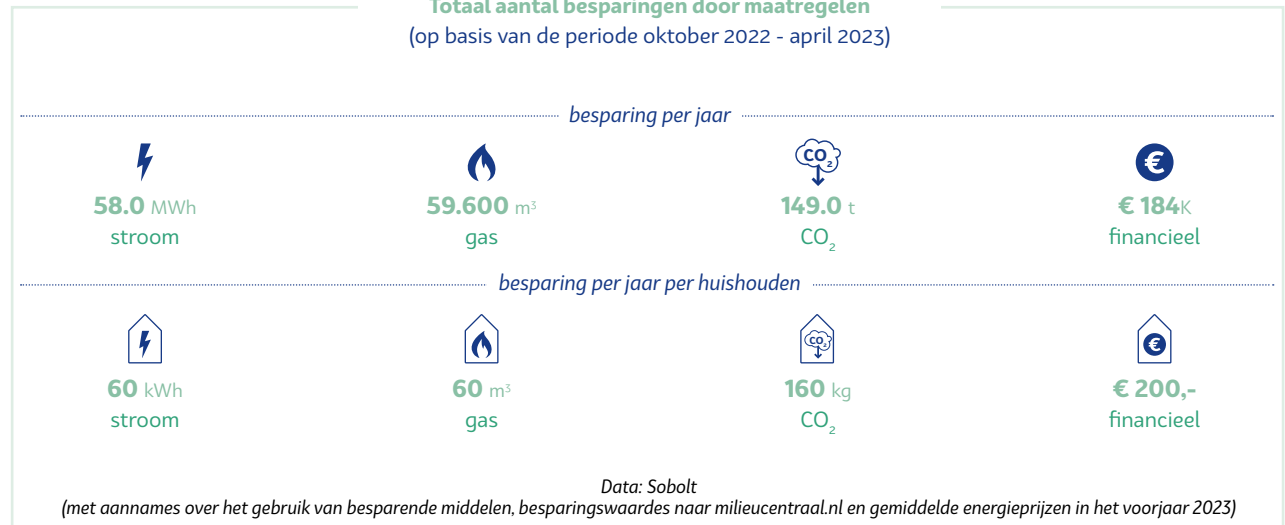 Totaal aantal besparingen door maatregelen
(op basis van de periode oktober 2022 - april 2023)
besparing per jaar
CO₂
€
58.0 MWh
59.600 m³
149.0 t
€ 184K
stroom
gas
CO₂
financieel
besparing per jaar per huishouden
CO₂
€
60 kWh
60 m³
160 kg
€ 200,-
stroom
gas
CO₂
financieel
Data: Sobolt
(met aannames over het gebruik van besparende middelen, besparingswaardes naar milieucentraal.nl en gemiddelde energieprijzen in het voorjaar 2023)